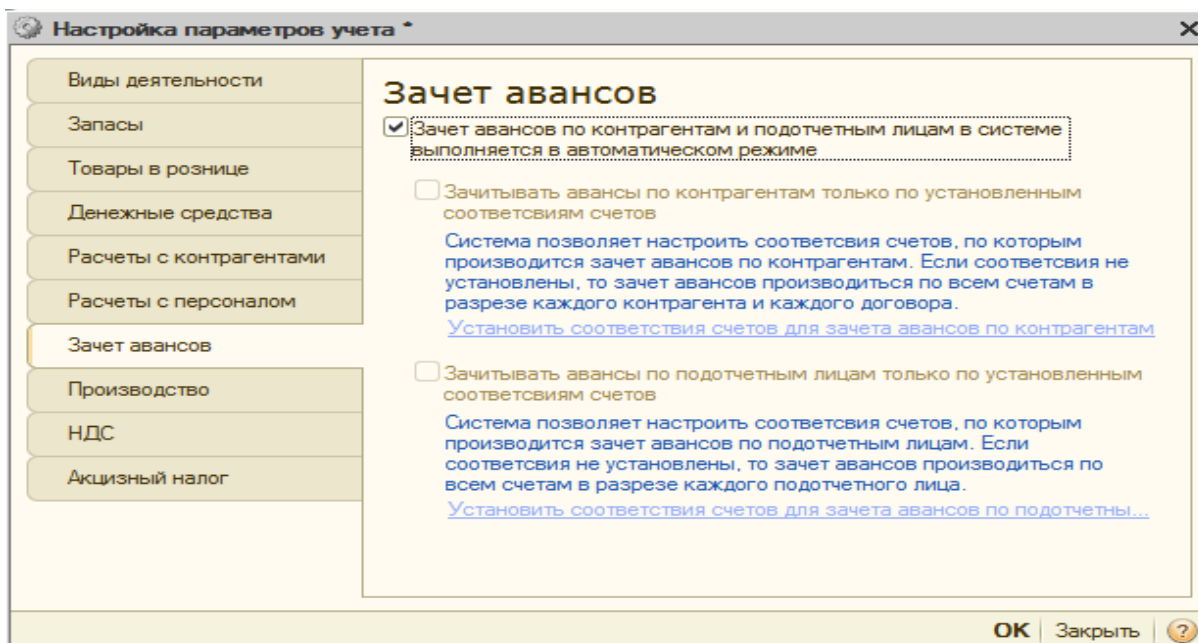 Настройка параметров учета *
Виды деятельности
Запасы
Товары в рознице
Денежные средства
Расчеты с контрагентами
Расчеты с персоналом
Зачет авансов
Производство
НДС
Акцизный налог
Зачет авансов
Зачет авансов по контрагентам и подотчетным лицам в системе
выполняется в автоматическом режиме
Зачитывать авансы по контрагентам только по установленным
соответсвиям счетов
Система позволяет настроить соответсвия счетов, по которым
производится зачет авансов по контрагентам. Если соответсвия не
установлены, то зачет авансов производиться по всем счетам в
разрезе каждого контрагента и каждого договора.
Установить соответствия счетов для зачета авансов по контрагентам
Зачитывать авансы по подотчетным лицам только по установленным
соответсвиям счетов
Система позволяет настроить соответсвия счетов, по которым
производится зачет авансов по подотчетным лицам. Если
соответсвия не установлены, то зачет авансов производиться по
всем счетам в разрезе каждого подотчетного лица.
Установить соответствия счетов для зачета авансов по подотчетны...
OK Закрыть ?